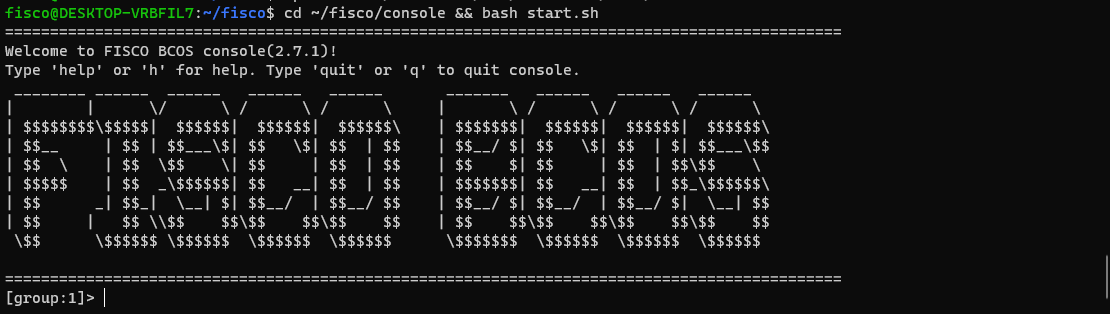 fisco@DESKTOP-VRBFIL7:~/fisco$ cd ~/fisco/console && bash start.sh
=============================================================================================
Welcome to FISCO BCOS console(2.7.1)!
Type 'help' or 'h' for help. Type 'quit' or 'q' to quit console.
 ________ ______  ______   ______   ______       _______   ______   ______   ______
|        |      \/      \ /      \ /      \     |       \ /      \ /      \ /      \
| $$$$$$$$\$$$$$|  $$$$$$|  $$$$$$|  $$$$$$\    | $$$$$$$|  $$$$$$|  $$$$$$|  $$$$$$\
| $$__     | $$ | $$___\$| $$   \$| $$  | $$    | $$__/ $| $$   \$| $$  | $| $$___\$$
| $$  \    | $$  \$$    \| $$     | $$  | $$    | $$    $| $$     | $$  | $$\$$    \
| $$$$$    | $$  _\$$$$$$| $$   __| $$  | $$    | $$$$$$$| $$   __| $$  | $$_\$$$$$$\
| $$      _| $$_|  \__| $| $$__/  | $$__/ $$    | $$__/ $| $$__/  | $$__/ $|  \__| $$
| $$     |   $$ \\$$    $$\$$    $$\$$    $$    | $$    $$\$$    $$\$$    $$\$$    $$
 \$$      \$$$$$$ \$$$$$$  \$$$$$$  \$$$$$$      \$$$$$$$  \$$$$$$  \$$$$$$  \$$$$$$
=============================================================================================
[group:1]>